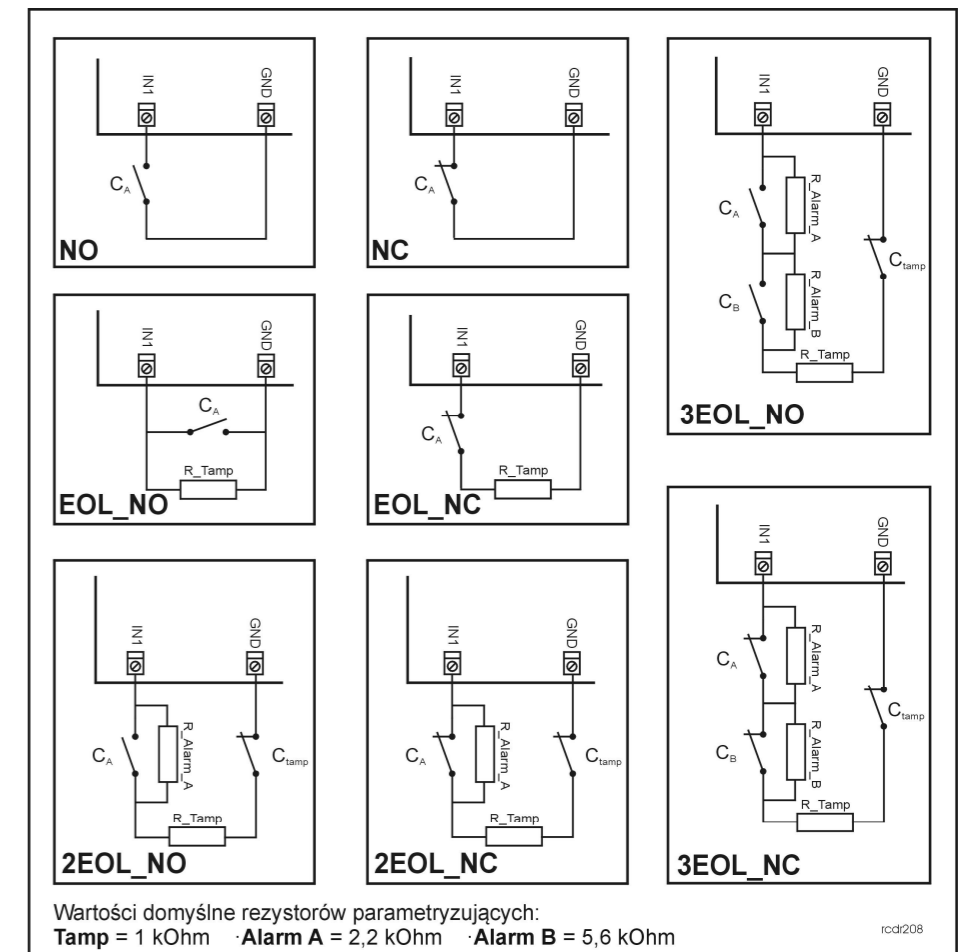 IN1 GND
C_A
NO
IN1 GND
C_A
NC
IN1 GND
C_A R_Alarm_A
C_tamp
C_B R_Alarm_B
R_Tamp
3EOL_NO
IN1 GND
C_A
R_Tamp
EOL_NO
IN1 GND
C_A
R_Tamp
EOL_NC
IN1 GND
C_A R_Alarm_A C_tamp
R_Tamp
2EOL_NO
IN1 GND
C_A R_Alarm_A C_tamp
R_Tamp
2EOL_NC
IN1 GND
C_A R_Alarm_A
C_tamp
C_B R_Alarm_B
R_Tamp
3EOL_NC
Wartości domyślne rezystorów parametryzujących:
Tamp = 1 kOhm ·Alarm A = 2,2 kOhm ·Alarm B = 5,6 kOhm
rcdr208